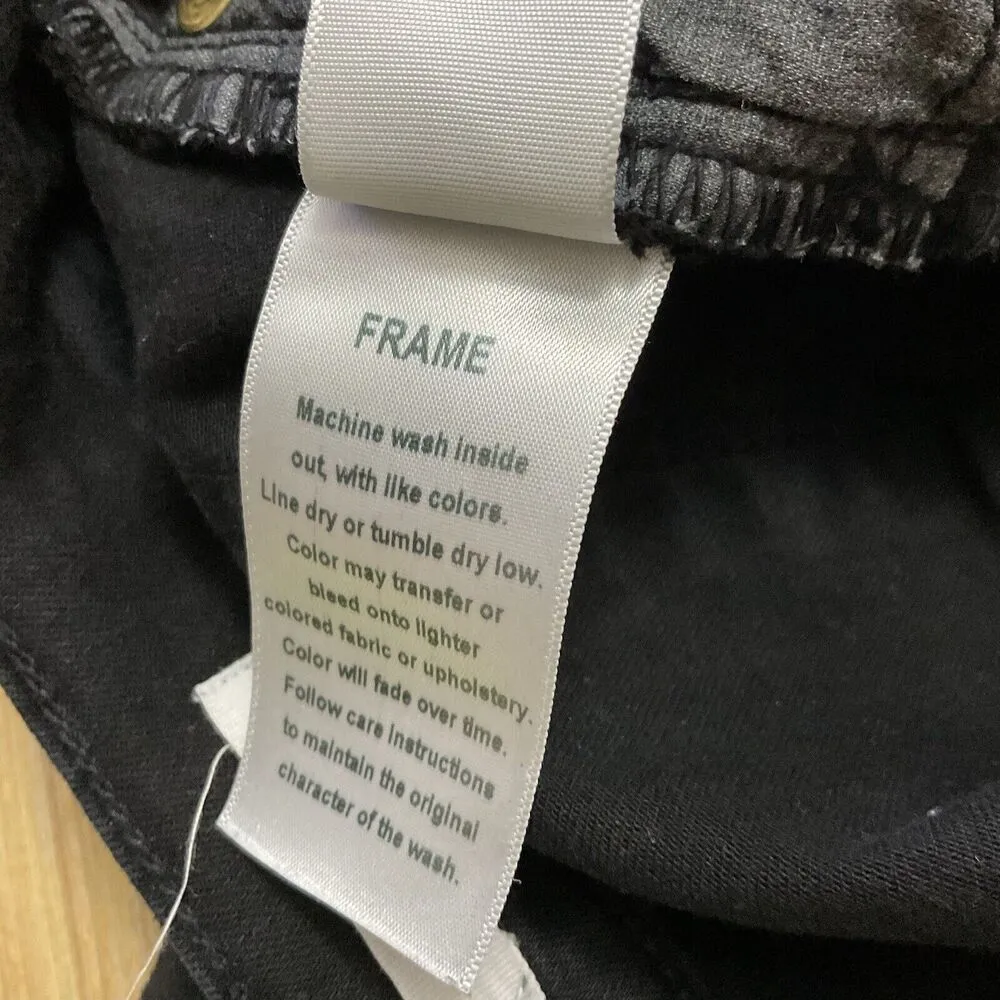 FRAME
Machine wash inside
out, with like colors.
Line dry or tumble dry low.
Color may transfer or
bleed onto lighter
colored fabric or upholstery.
Color will fade over time.
Follow care instructions
to maintain the original
character of the wash.